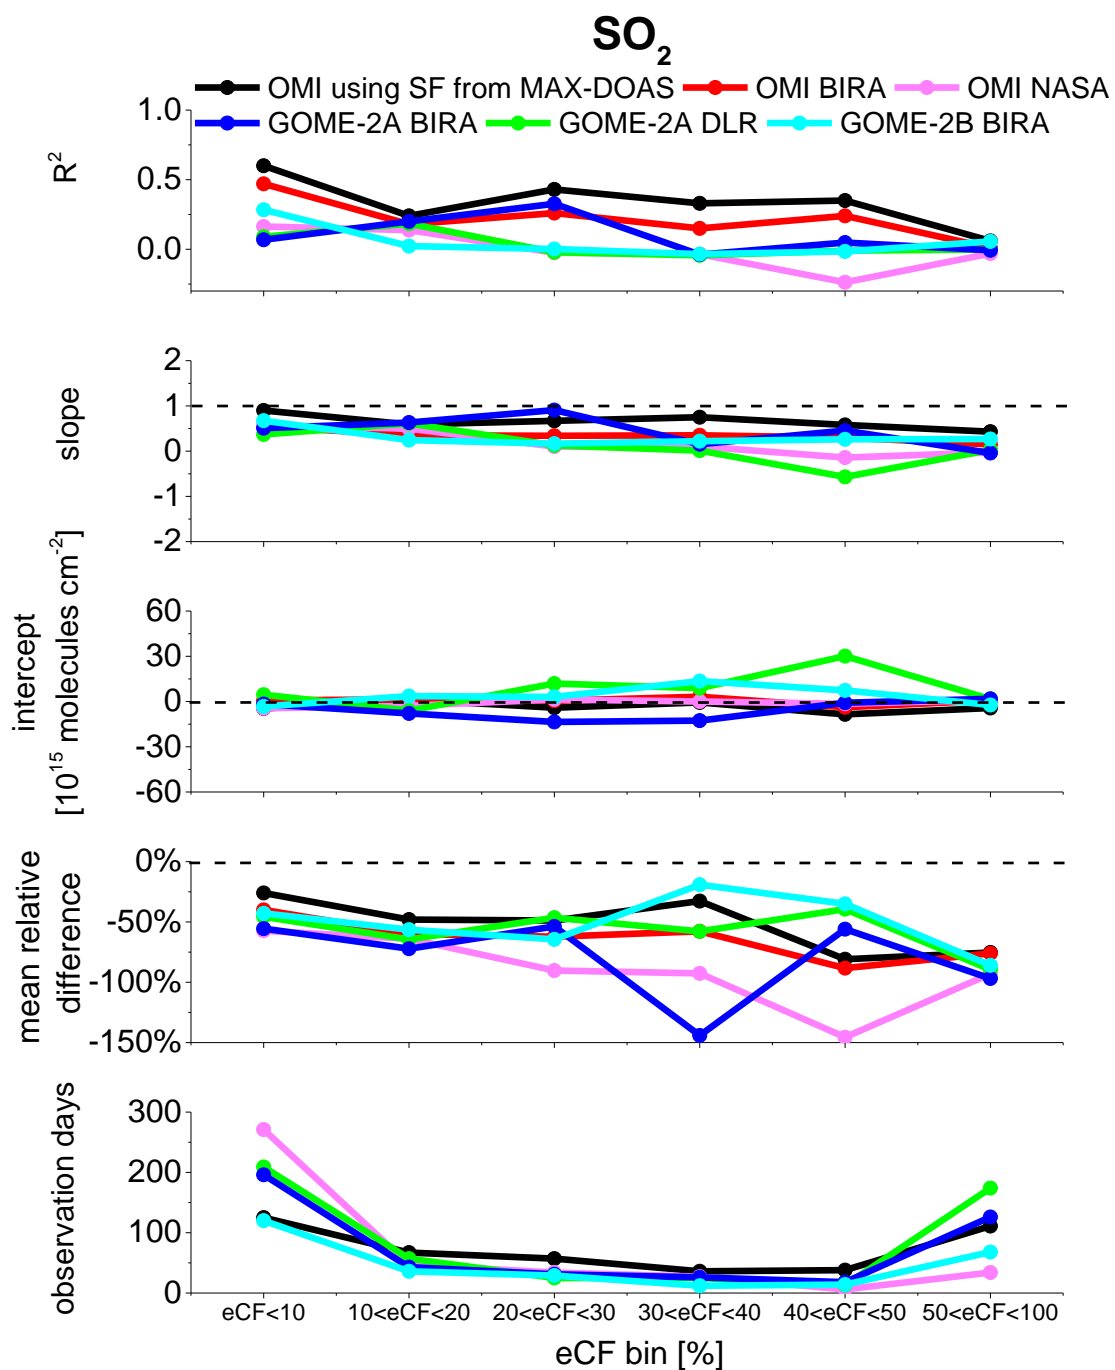 SO2
OMI using SF from MAX-DOAS OMI BIRA OMI NASA
GOME-2A BIRA GOME-2A DLR GOME-2B BIRA
R2
1.0
0.5
0.0
slope
2
1
0
-1
-2
intercept
[10^15 molecules cm^-2]
60
30
0
-30
-60
mean relative
difference
0%
-50%
-100%
-150%
observation days
300
200
100
0
eCF<10 10<eCF<20 20<eCF<30 30<eCF<40 40<eCF<50 50<eCF<100
eCF bin [%]